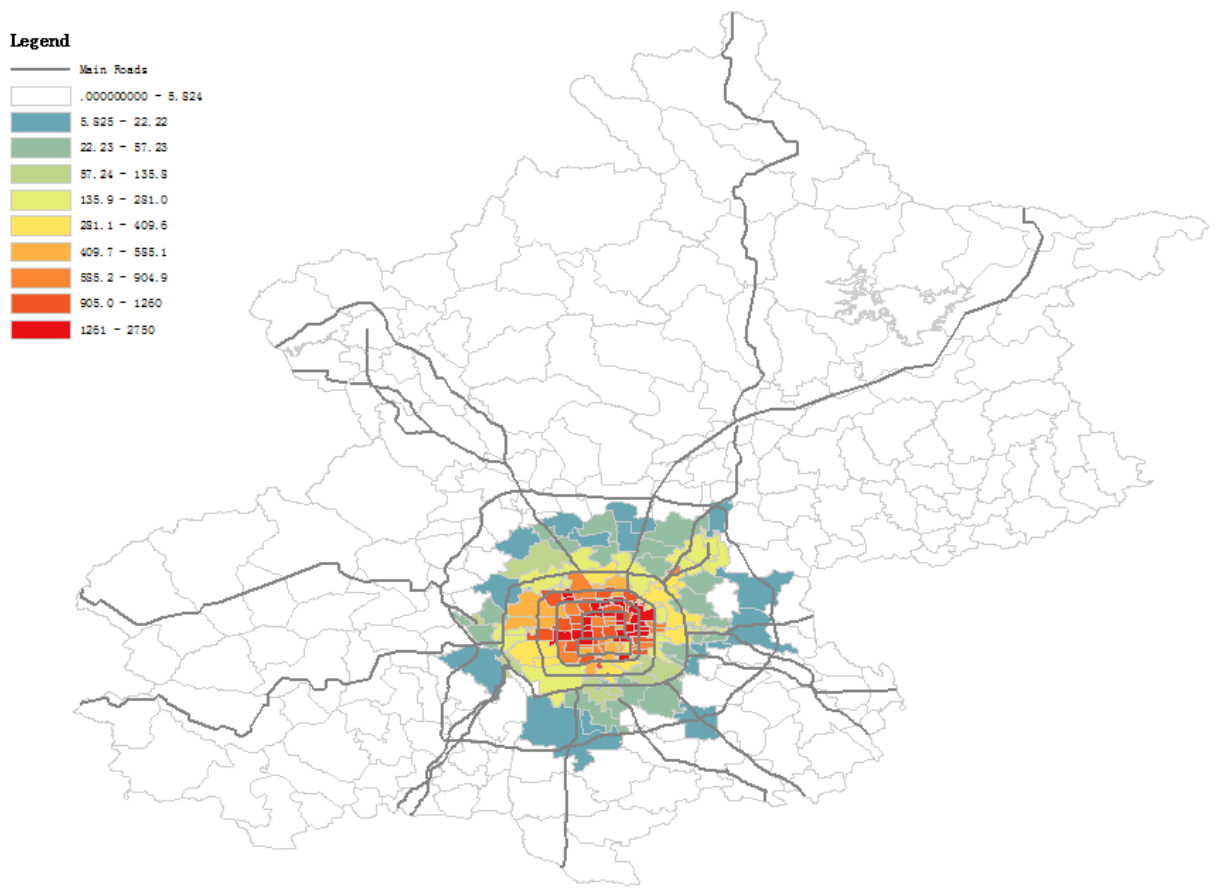 Legend
Main Roads
.000000000 - 5.824
5.825 - 22.22
22.23 - 57.23
57.24 - 135.8
135.9 - 281.0
281.1 - 409.6
409.7 - 585.1
585.2 - 904.9
905.0 - 1260
1261 - 2750